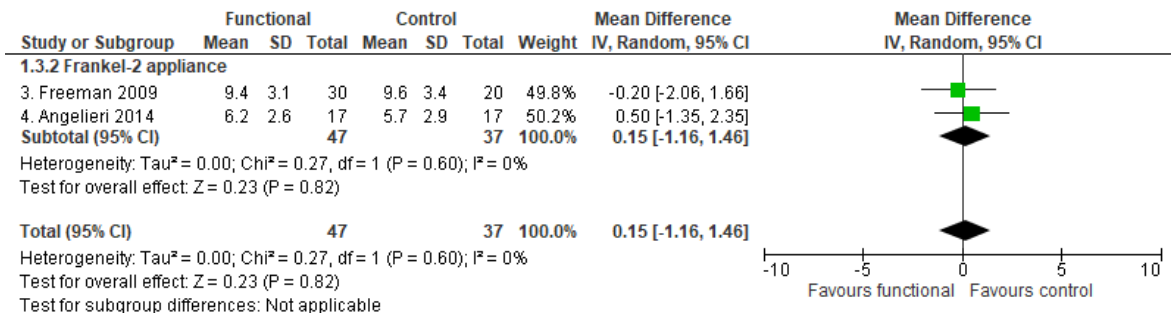 Functional Control Mean Difference Mean Difference
Study or Subgroup Mean SD Total Mean SD Total Weight IV, Random, 95% CI IV, Random, 95% CI
1.3.2 Frankel-2 appliance
3. Freeman 2009 9.4 3.1 30 9.6 3.4 20 49.8% -0.20 [-2.06, 1.66]
4. Angelieri 2014 6.2 2.6 17 5.7 2.9 17 50.2% 0.50 [-1.35, 2.35]
Subtotal (95% CI) 47 37 100.0% 0.15 [-1.16, 1.46]
Heterogeneity: Tau² = 0.00; Chi² = 0.27, df = 1 (P = 0.60); I² = 0%
Test for overall effect: Z = 0.23 (P = 0.82)
Total (95% CI) 47 37 100.0% 0.15 [-1.16, 1.46]
Heterogeneity: Tau² = 0.00; Chi² = 0.27, df = 1 (P = 0.60); I² = 0%
Test for overall effect: Z = 0.23 (P = 0.82)
Test for subgroup differences: Not applicable
-10 -5 0 5 10
Favours functional Favours control